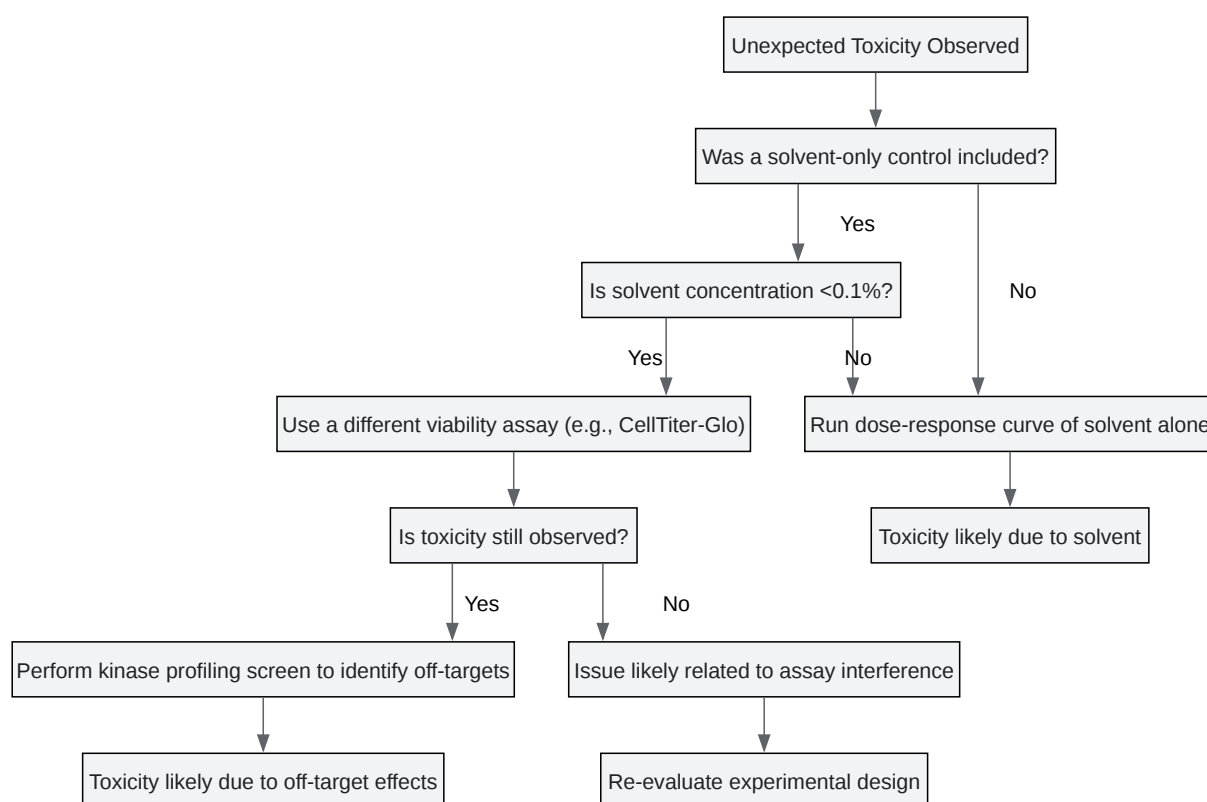 Unexpected Toxicity Observed
Was a solvent-only control included?
Yes
Is solvent concentration <0.1%?
No
Yes
No
Use a different viability assay (e.g., CellTiter-Glo)
Run dose-response curve of solvent alone
Is toxicity still observed?
Toxicity likely due to solvent
Yes
No
Perform kinase profiling screen to identify off-targets
Issue likely related to assay interference
Toxicity likely due to off-target effects
Re-evaluate experimental design